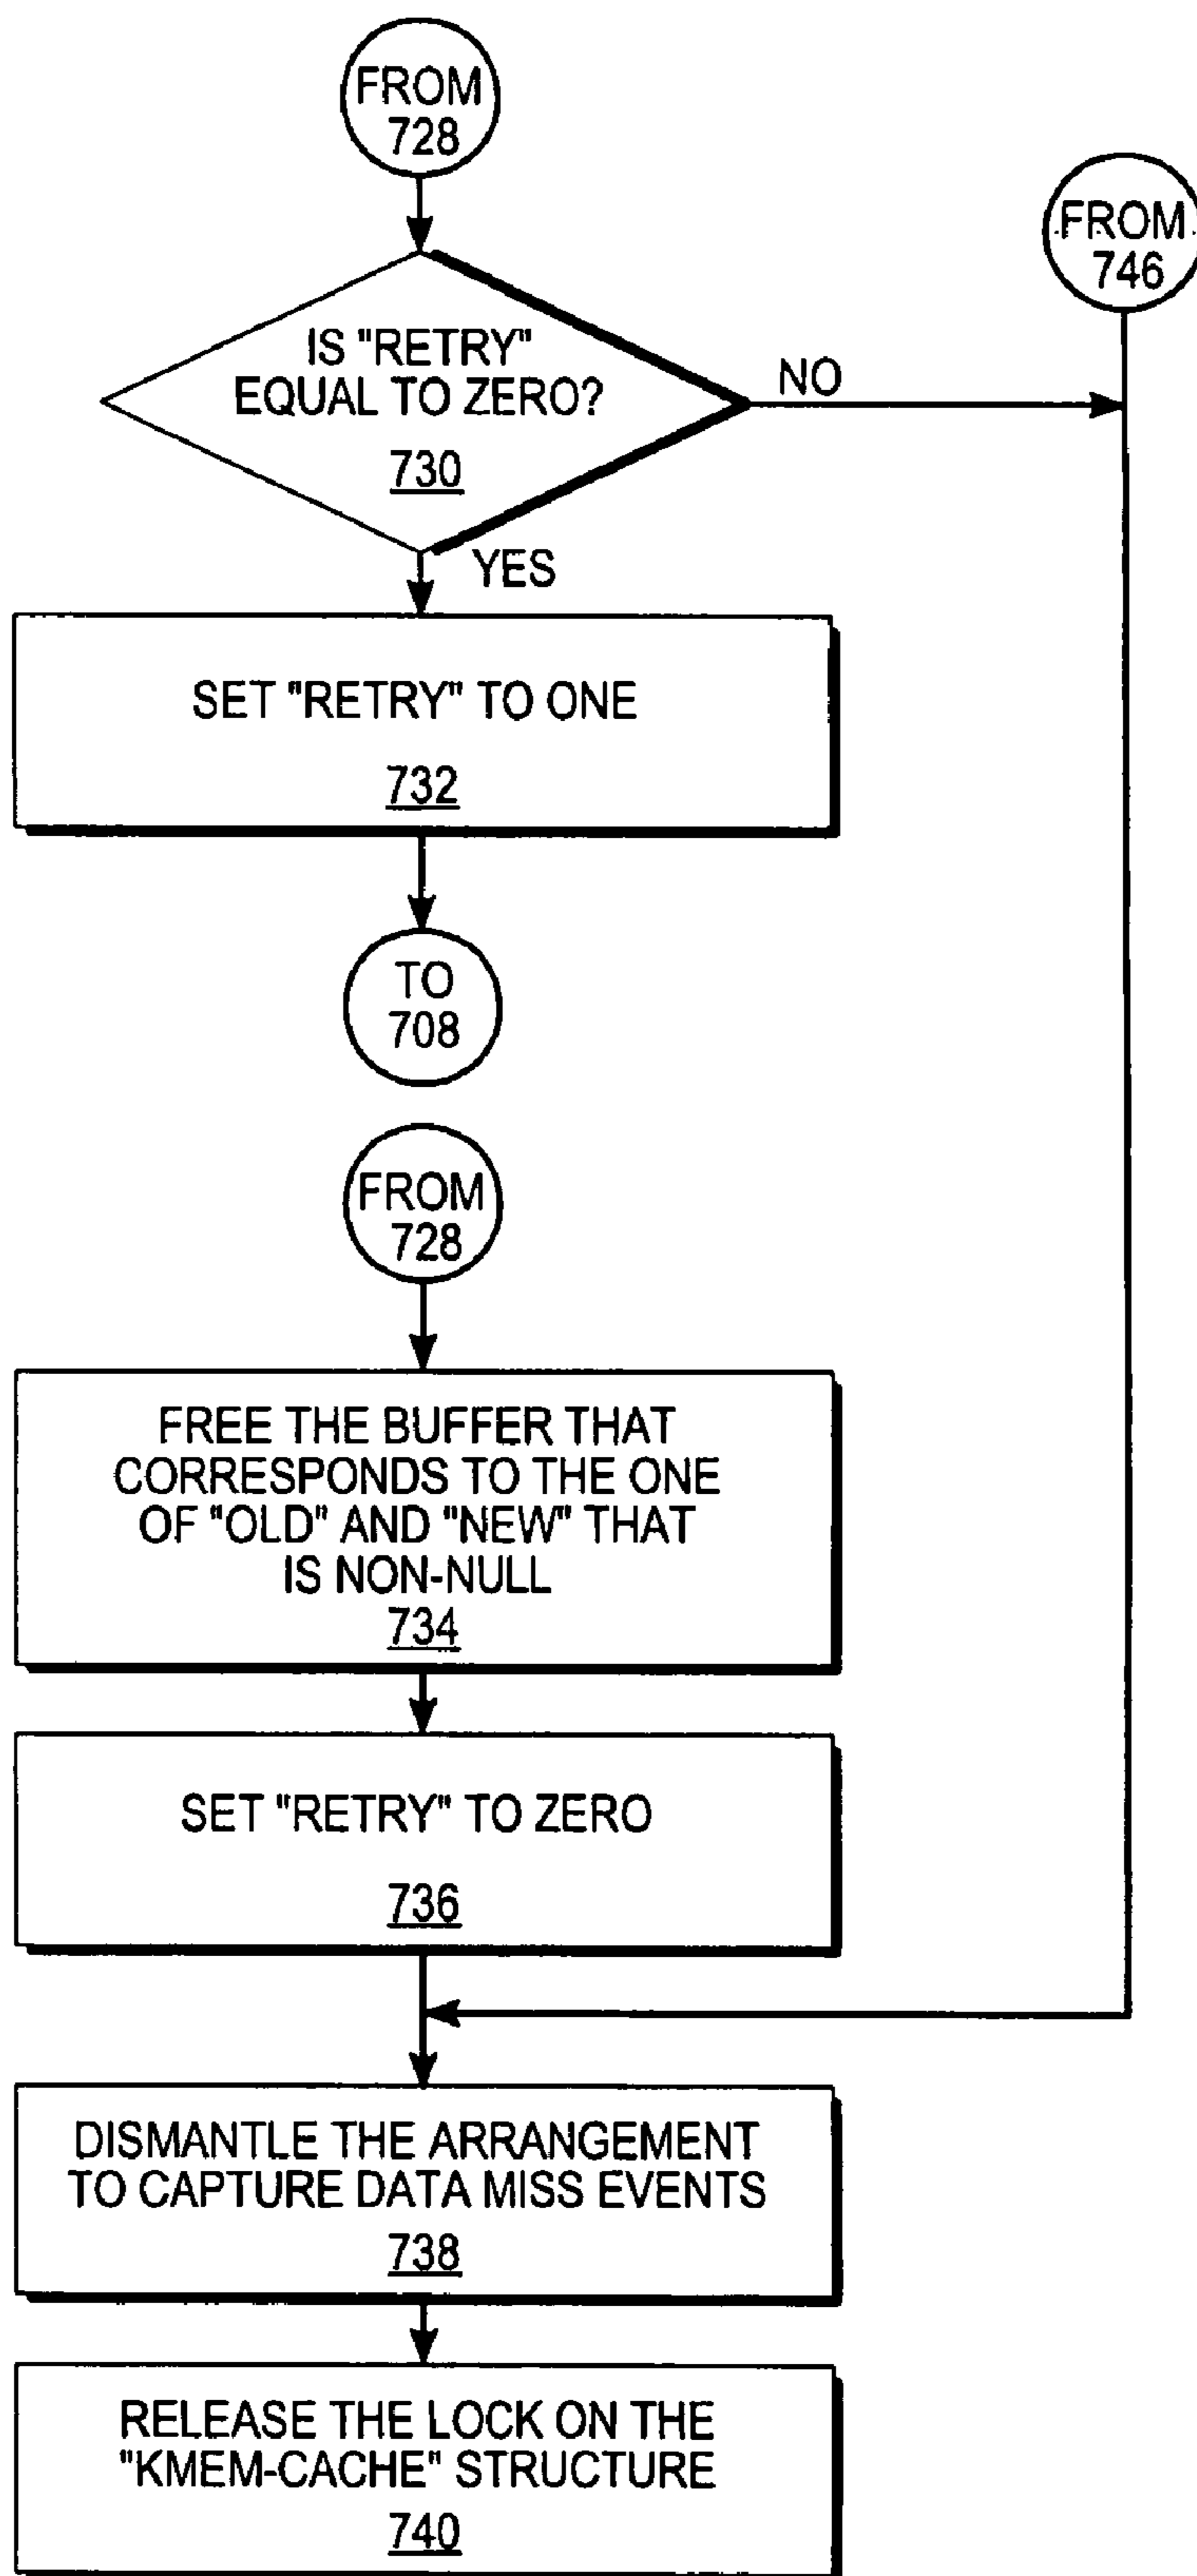 FROM
728
FROM
746
IS "RETRY"
EQUAL TO ZERO?
730
NO
YES
SET "RETRY" TO ONE
732
TO
708
FROM
728
FREE THE BUFFER THAT
CORRESPONDS TO THE ONE
OF "OLD" AND "NEW" THAT
IS NON-NULL
734
SET "RETRY" TO ZERO
736
DISMANTLE THE ARRANGEMENT
TO CAPTURE DATA MISS EVENTS
738
RELEASE THE LOCK ON THE
"KMEM-CACHE" STRUCTURE
740